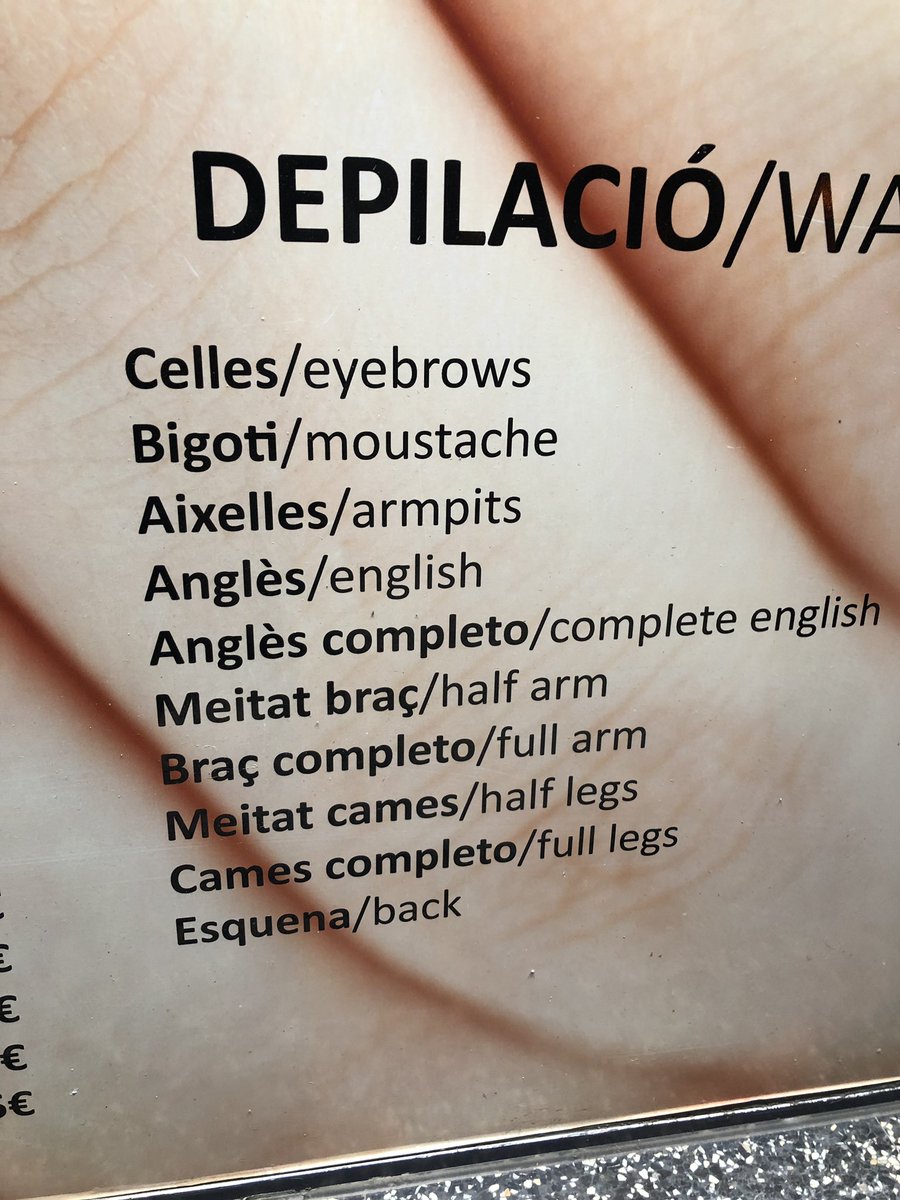 DEPILACIÓ/WA
Celles/eyebrows
Bigoti/moustache
Aixelles/armpits
Anglès/english
Anglès completo/complete english
Meitat braç/half arm
Braç completo/full arm
Meitat cames/half legs
Cames completo/full legs
Esquena/back
€
€
€
€